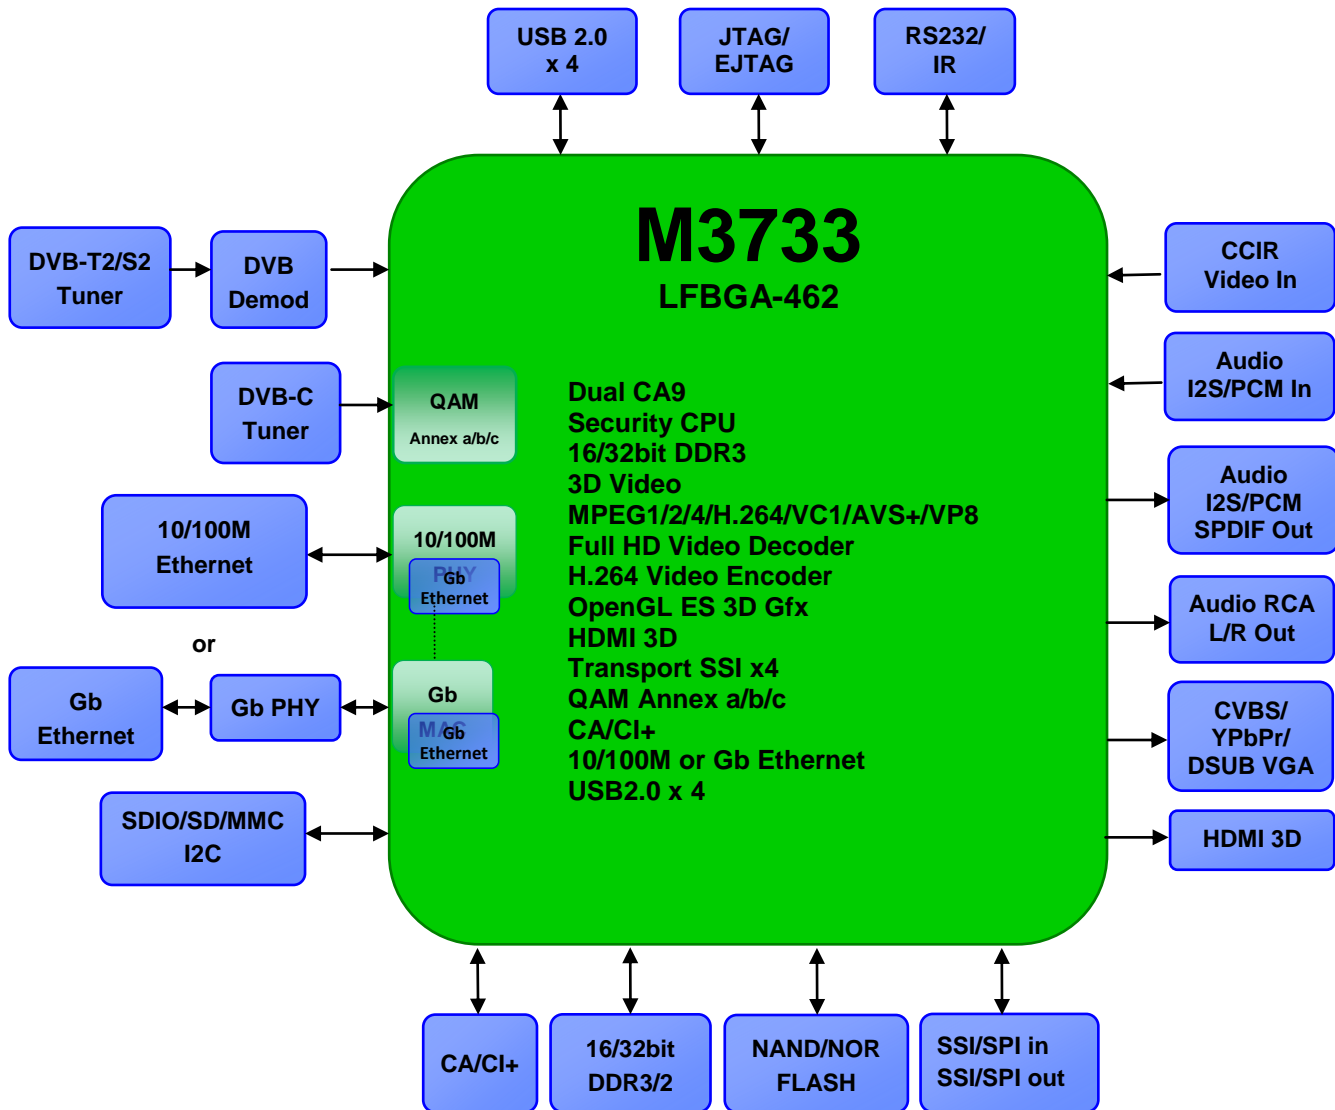 USB 2.0
x 4
JTAG/
EJTAG
RS232/
IR
M3733
LFBGA-462
DVB-T2/S2
Tuner
DVB
Demod
CCIR
Video In
DVB-C
Tuner
QAM
Annex a/b/c
Audio
I2S/PCM In
10/100M
Ethernet
10/100M
PHY
Gb
Ethernet
Audio
I2S/PCM
SPDIF Out
or
Gb
Ethernet
Gb PHY
Gb
MAC
Gb
Ethernet
Audio RCA
L/R Out
CVBS/
YPbPr/
DSUB VGA
SDIO/SD/MMC
I2C
HDMI 3D
Dual CA9
Security CPU
16/32bit DDR3
3D Video
MPEG1/2/4/H.264/VC1/AVS+/VP8
Full HD Video Decoder
H.264 Video Encoder
OpenGL ES 3D Gfx
HDMI 3D
Transport SSI x4
QAM Annex a/b/c
CA/CI+
10/100M or Gb Ethernet
USB2.0 x 4
CA/CI+
16/32bit
DDR3/2
NAND/NOR
FLASH
SSI/SPI in
SSI/SPI out